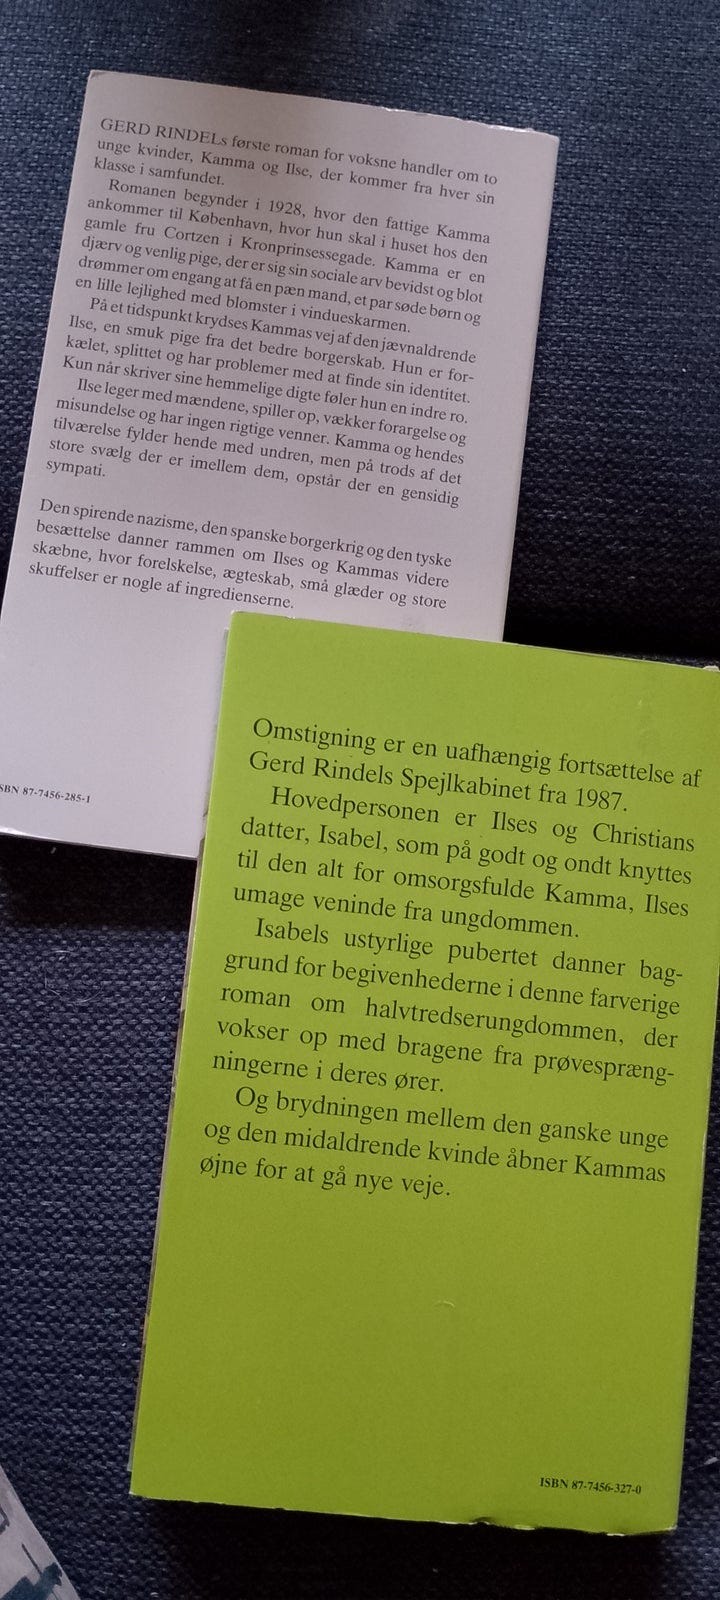 GERD RINDELs første roman for voksne handler om to
unge kvinder, Kamma og Ilse, der kommer fra hver sin
klasse i samfundet.
Romanen begynder i 1928, hvor den fattige Kamma
ankommer til København, hvor hun skal i huset hos den
gamle fru Cortzen i Kronprinsessegade. Kamma er en
djærv og venlig pige, der er sig sin sociale arv bevidst og blot
drømmer om engang at få en pæn mand, et par søde børn og
en lille lejlighed med blomster i vindueskarmen.
På et tidspunkt krydses Kammas vej af den jævnaldrende
Ilse, en smuk pige fra det bedre borgerskab. Hun er for-
kælet, splittet og har problemer med at finde sin identitet.
Kun når skriver sine hemmelige digte føler hun en indre ro.
Ilse leger med mændene, spiller op, vækker forargelse og
misundelse og har ingen rigtige venner. Kamma og hendes
tilværelse fylder hende med undren, men på trods af det
store svælg der er imellem dem, opstår der en gensidig
sympati.
Den spirende nazisme, den spanske borgerkrig og den tyske
besættelse danner rammen om Ilses og Kammas videre
skæbne, hvor forelskelse, ægteskab, små glæder og store
skuffelser er nogle af ingredienserne.
SBN 87-7456-285-1
Omstigning er en uafhængig fortsættelse af
Gerd Rindels Spejlkabinet fra 1987.
Hovedpersonen er Ilses og Christians
datter, Isabel, som på godt og ondt knyttes
til den alt for omsorgsfulde Kamma, Ilses
umage veninde fra ungdommen.
Isabels ustyrlige pubertet danner bag-
grund for begivenhederne i denne farverige
roman om halvtredserungdommen, der
vokser op med bragene fra prøvespræng-
ningerne i deres ører.
Og brydningen mellem den ganske unge
og den midaldrende kvinde åbner Kammas
øjne for at gå nye veje.
ISBN 87-7456-327-0